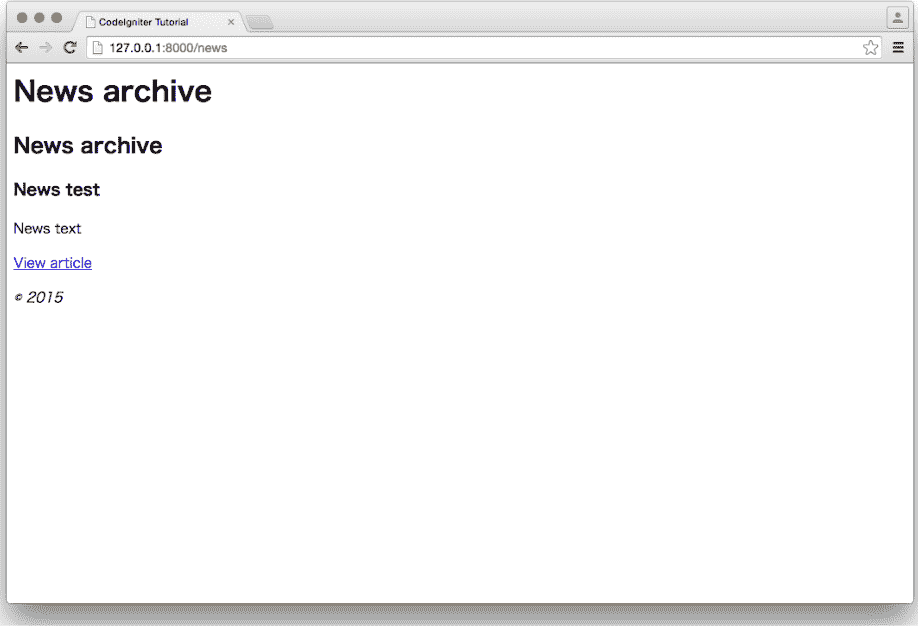 CodeIgniter Tutorial
127.0.0.1:8000/news
News archive
News archive
News test
News text
View article
© 2015